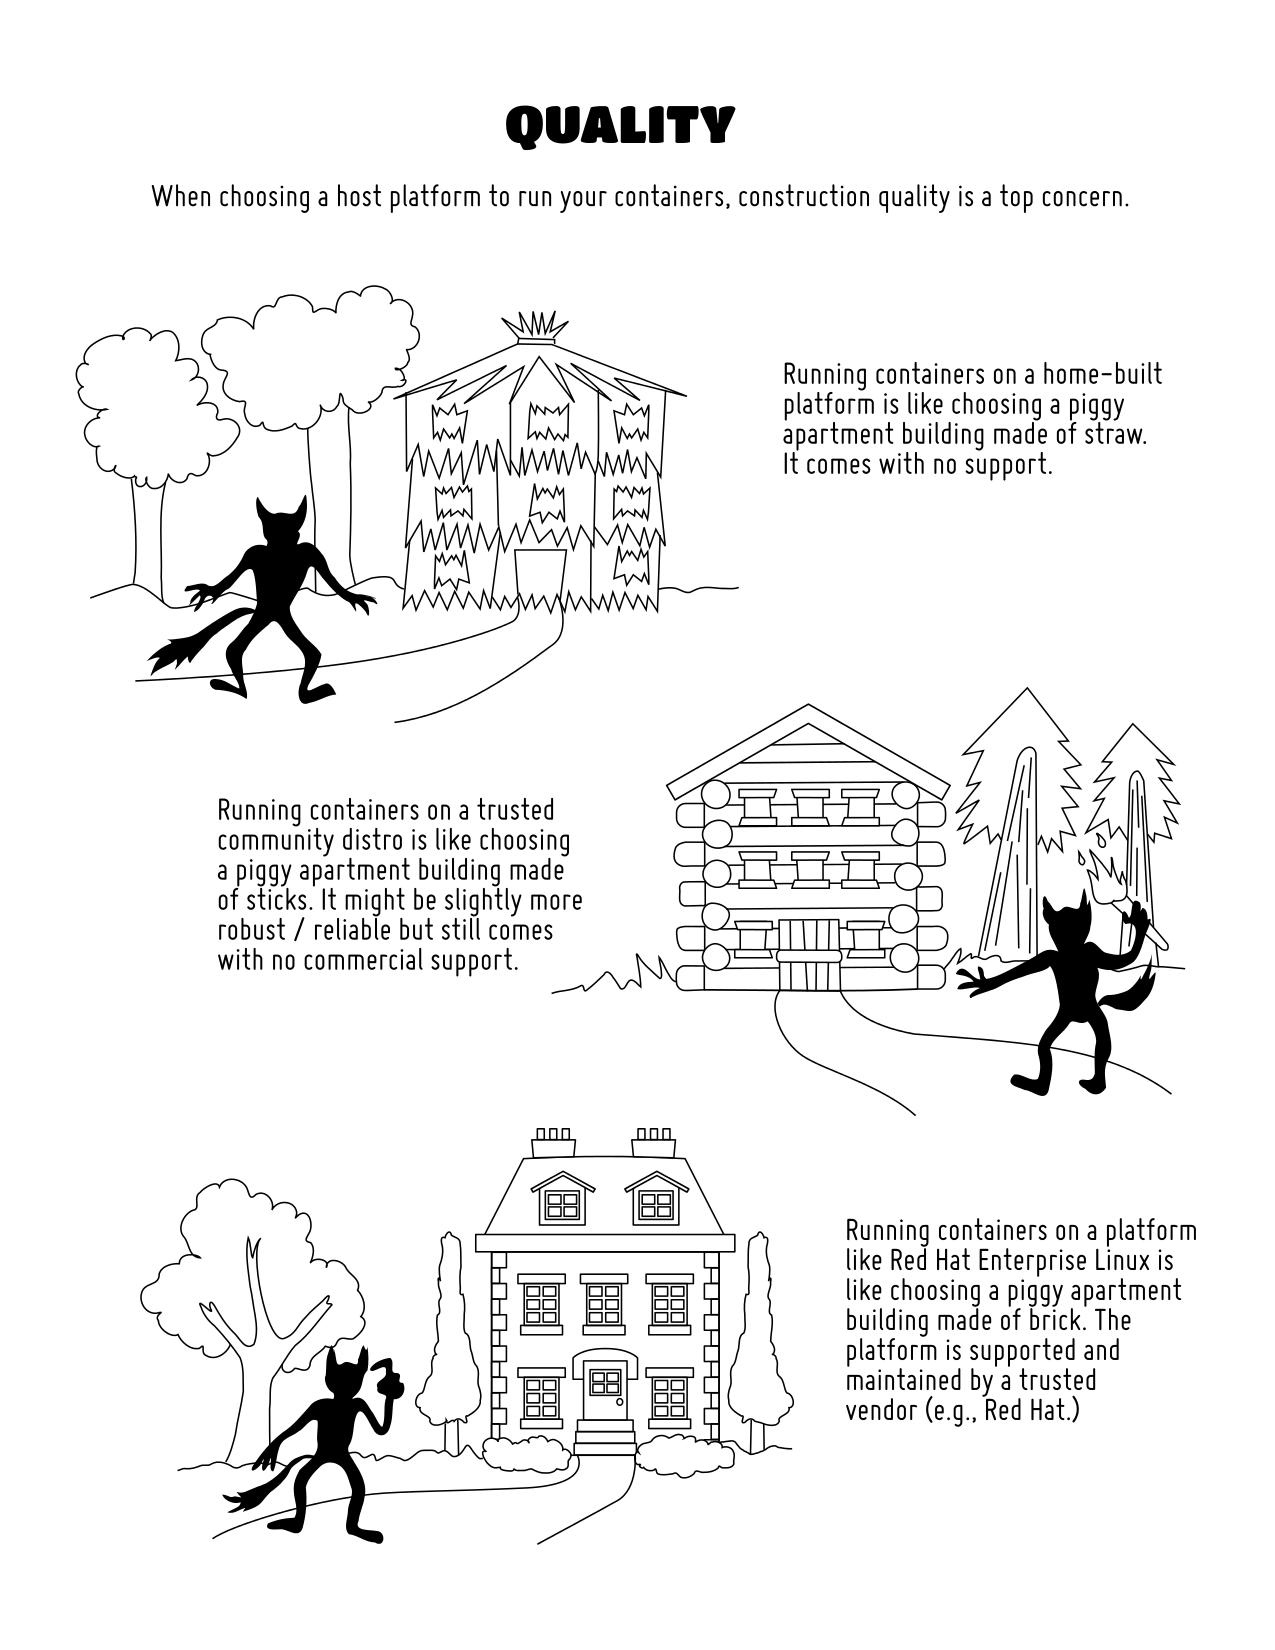 QUALITY
When choosing a host platform to run your containers, construction quality is a top concern.
Running containers on a home-built
platform is like choosing a piggy
apartment building made of straw.
It comes with no support.
Running containers on a trusted
community distro is like choosing
a piggy apartment building made
of sticks. It might be slightly more
robust / reliable but still comes
with no commercial support.
Running containers on a platform
like Red Hat Enterprise Linux is
like choosing a piggy apartment
building made of brick. The
platform is supported and
maintained by a trusted
vendor (e.g., Red Hat.)